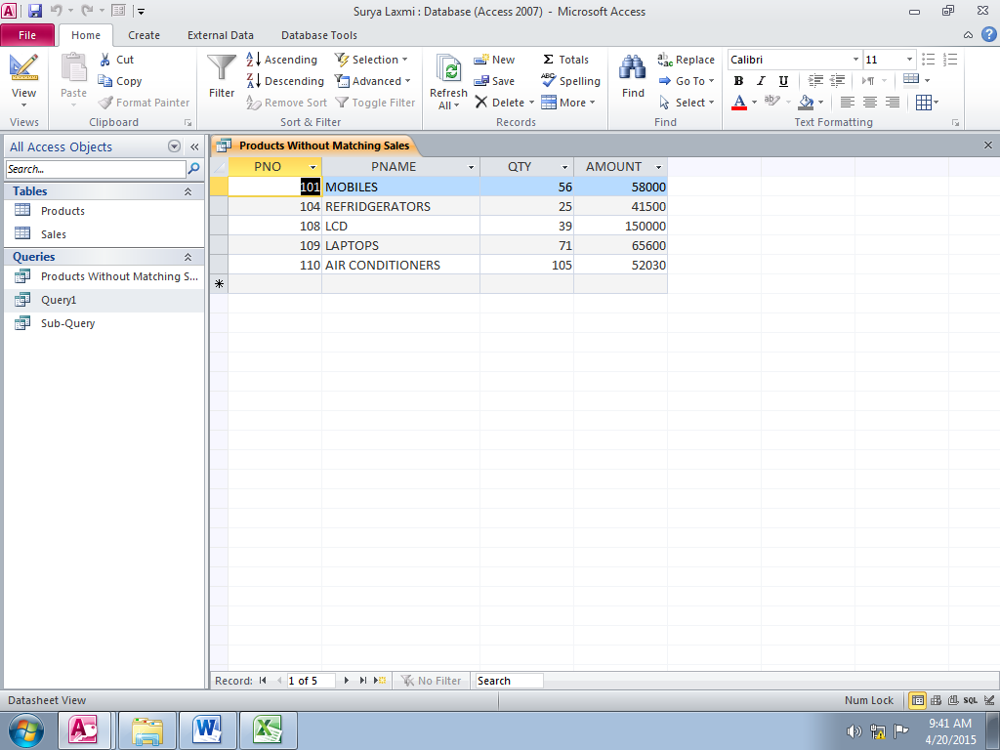 Surya Laxmi : Database (Access 2007) - Microsoft Access
File Home Create External Data Database Tools
View
Views
Paste
Cut
Copy
Format Painter
Clipboard
Filter
Ascending
Descending
Remove Sort
Selection
Advanced
Toggle Filter
Sort & Filter
Refresh
All
New
Save
Delete
Totals
Spelling
More
Records
Find
Replace
Go To
Select
Find
Calibri 11
B I U
Text Formatting
All Access Objects
Search...
Tables
Products
Sales
Queries
Products Without Matching S...
Query1
Sub-Query
Products Without Matching Sales
PNO PNAME QTY AMOUNT
101 MOBILES 56 58000
104 REFRIDGERATORS 25 41500
108 LCD 39 150000
109 LAPTOPS 71 65600
110 AIR CONDITIONERS 105 52030
Record: 1 of 5 No Filter Search
Datasheet View Num Lock SQL
9:41 AM
4/20/2015